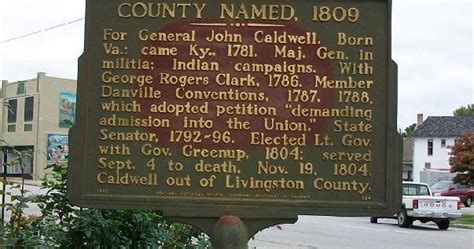 COUNTY NAMED, 1809
For General John Caldwell. Born
Va.; came Ky., 1781. Maj. Gen. in
militia; Indian campaigns. With
George Rogers Clark, 1786. Member
Danville Conventions, 1787, 1788,
which adopted petition "demanding
admission into the Union." State
Senator, 1792-96. Elected Lt. Gov.
with Gov. Greenup, 1804; served
Sept. 4 to death, Nov. 19, 1804.
Caldwell out of Livingston County.